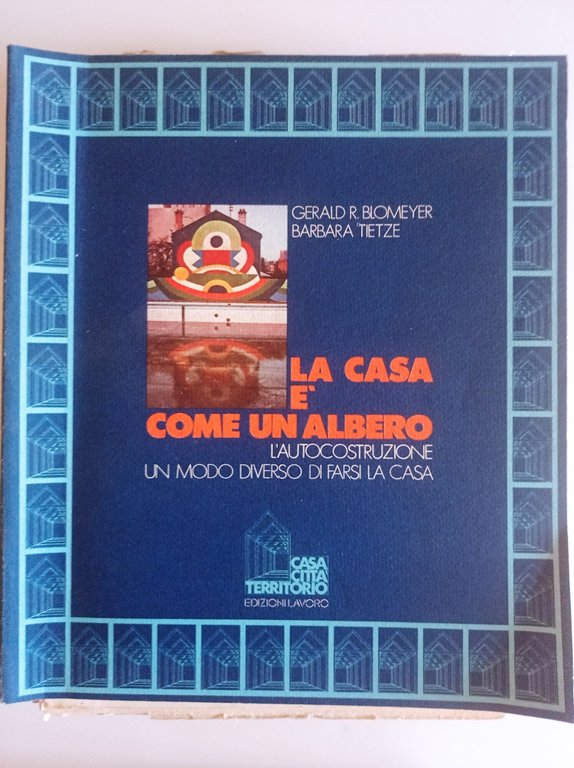 GERALD R. BLOMEYER
BARBARA TIETZE
LA CASA
E'
COME UN ALBERO
L'AUTOCOSTRUZIONE
UN MODO DIVERSO DI FARSI LA CASA
CASA
CITTÀ
TERRITORIO
EDIZIONI LAVORO